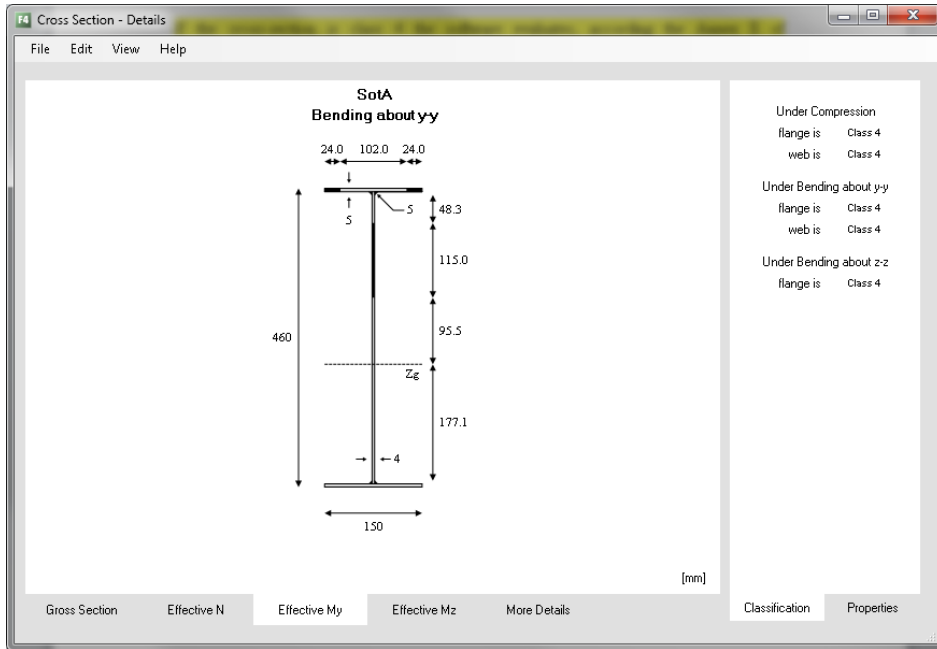 F4 Cross Section - Details
File Edit View Help
SotA
Bending about y-y
24.0 102.0 24.0
5
5
48.3
115.0
460
95.5
Zg
177.1
4
150
[mm]
Gross Section Effective N Effective My Effective Mz More Details
Under Compression
flange is Class 4
web is Class 4
Under Bending about y-y
flange is Class 4
web is Class 4
Under Bending about z-z
flange is Class 4
Classification Properties